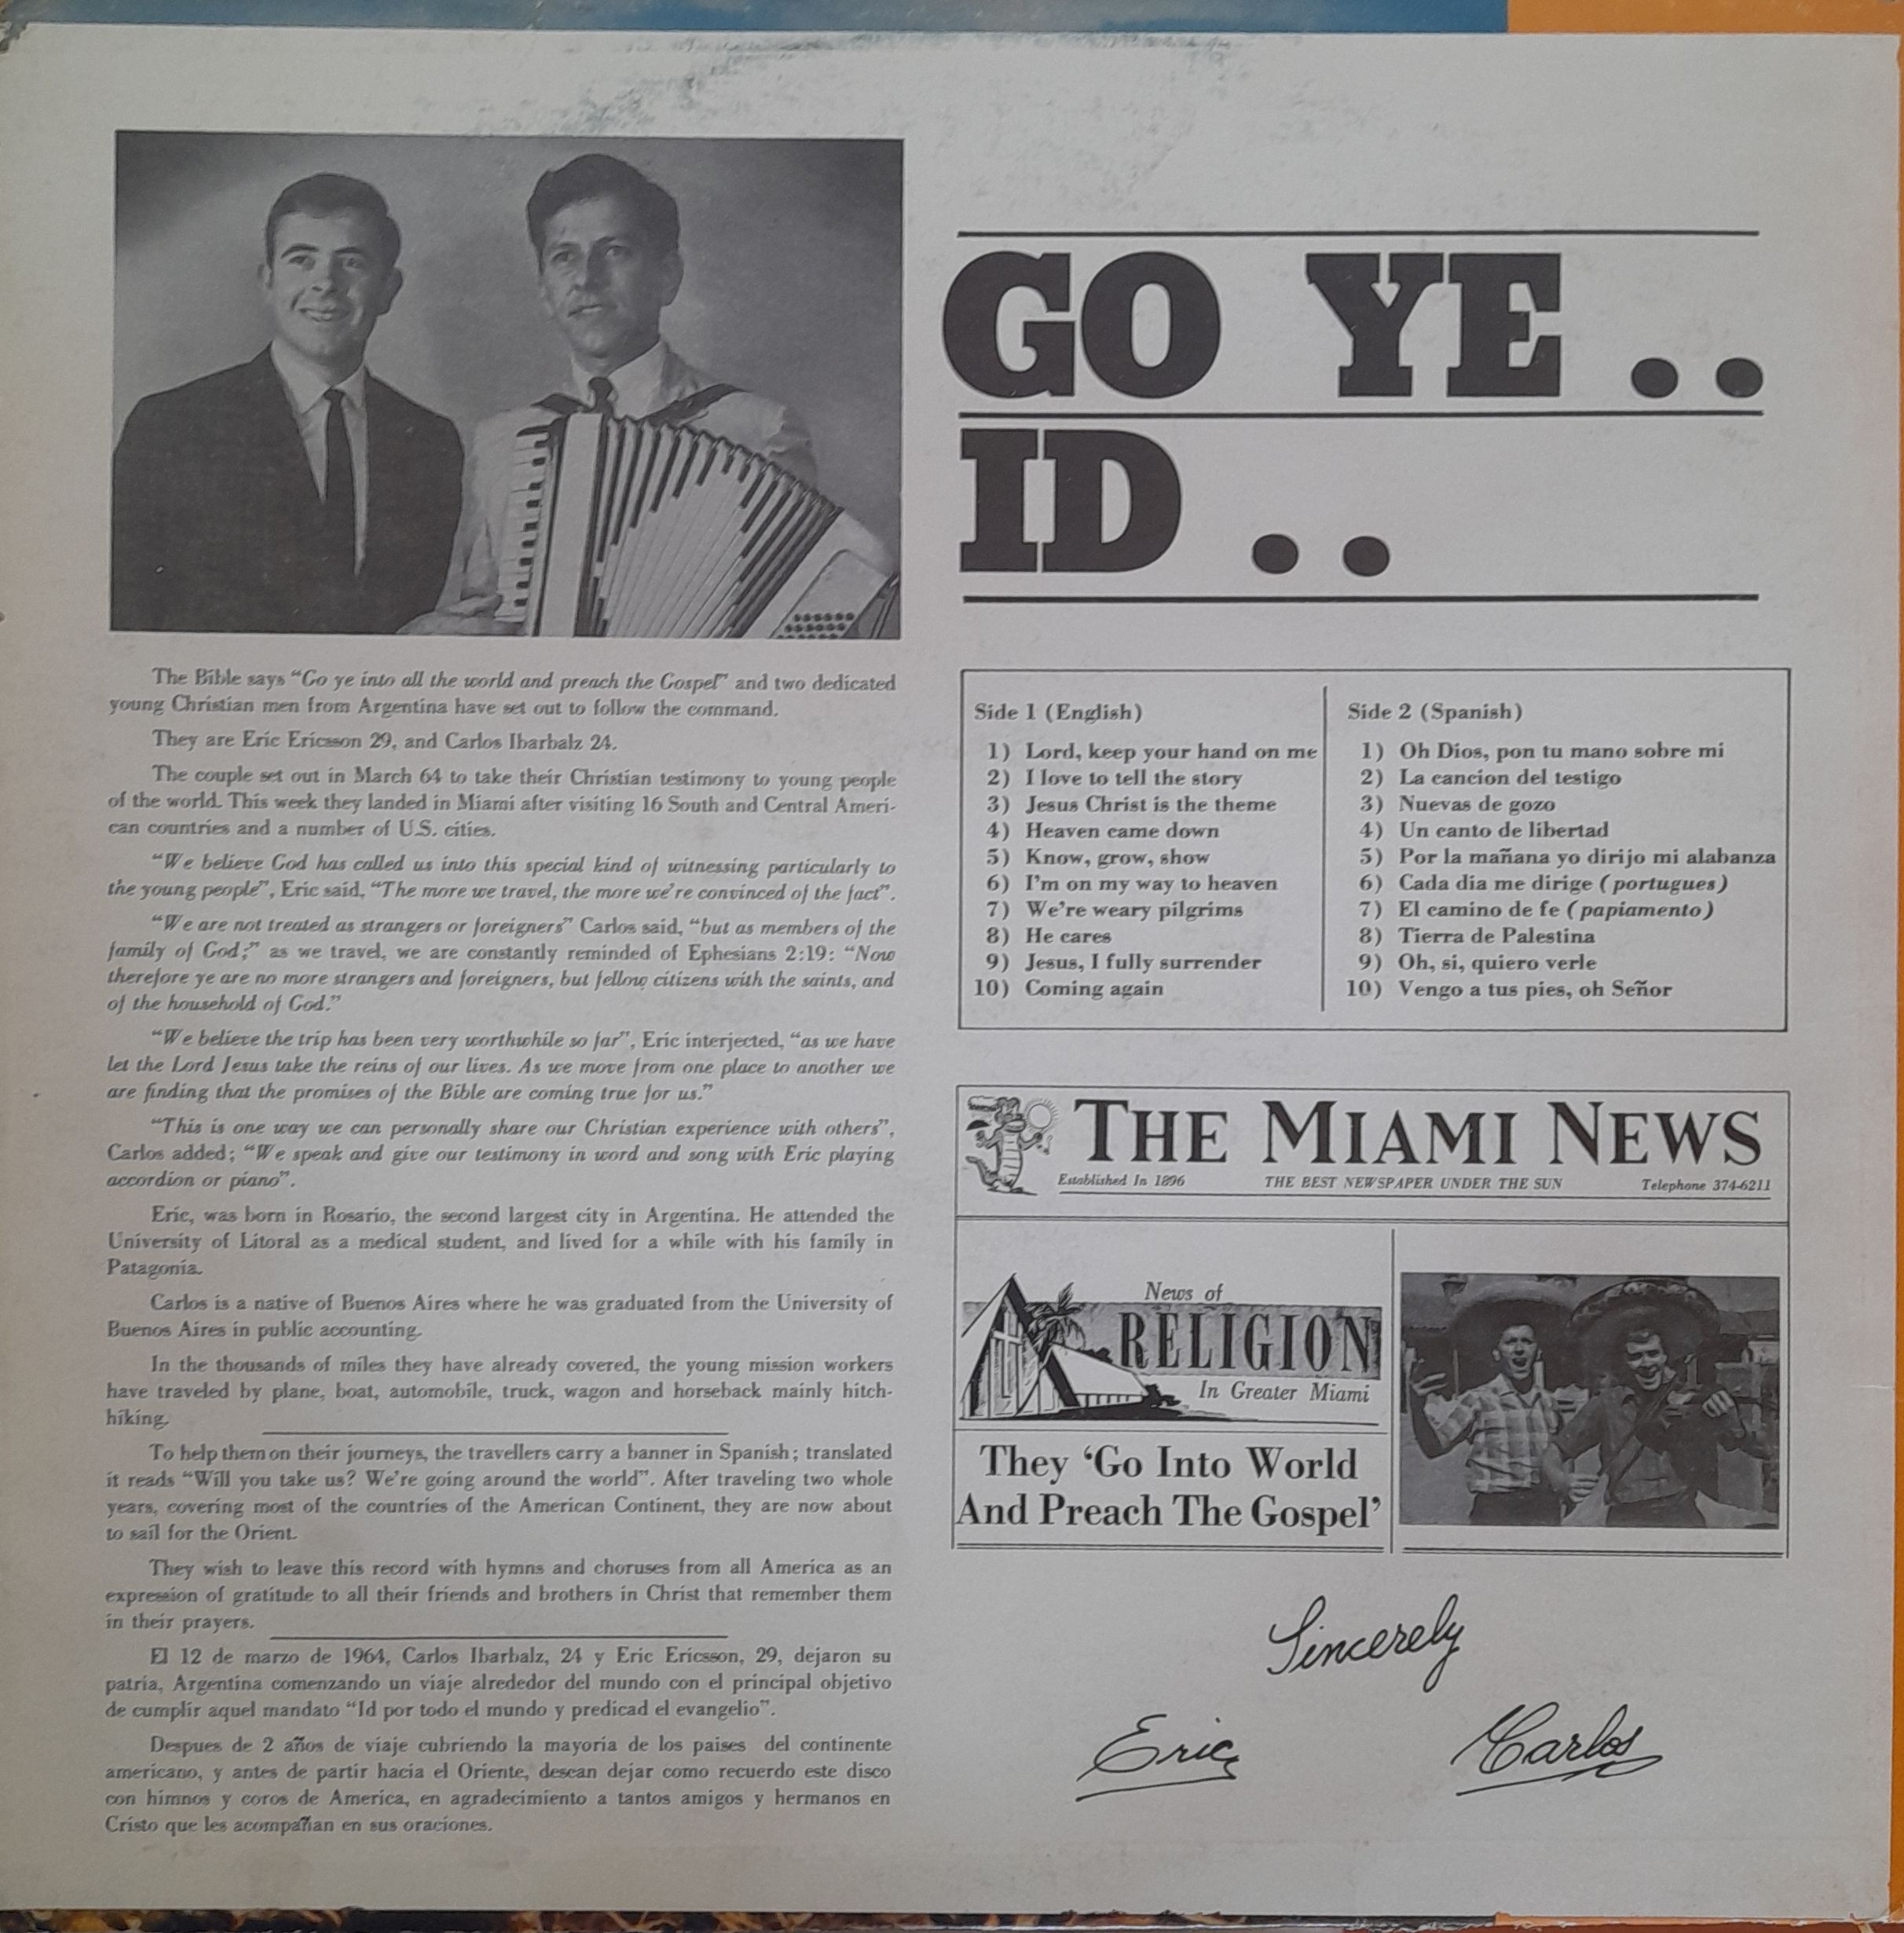 The Bible says “Go ye into all the world and preach the Gospel” and two dedicated
young Christian men from Argentina have set out to follow the command.
They are Eric Ericsson 29, and Carlos Ibarbalz 24.
The couple set out in March 64 to take their Christian testimony to young people
of the world. This week they landed in Miami after visiting 16 South and Central Ameri-
can countries and a number of U.S. cities.
“We believe God has called us into this special kind of witnessing particularly to
the young people”, Eric said, “The more we travel, the more we’re convinced of the fact”.
“We are not treated as strangers or foreigners” Carlos said, “but as members of the
family of God;” as we travel, we are constantly reminded of Ephesians 2:19: “Now
therefore ye are no more strangers and foreigners, but fellow citizens with the saints, and
of the household of God.”
“We believe the trip has been very worthwhile so far”, Eric interjected, “as we have
let the Lord Jesus take the reins of our lives. As we move from one place to another we
are finding that the promises of the Bible are coming true for us.”
“This is one way we can personally share our Christian experience with others”,
Carlos added; “We speak and give our testimony in word and song with Eric playing
accordion or piano”.
Eric, was born in Rosario, the second largest city in Argentina. He attended the
University of Litoral as a medical student, and lived for a while with his family in
Patagonia.
Carlos is a native of Buenos Aires where he was graduated from the University of
Buenos Aires in public accounting.
In the thousands of miles they have already covered, the young mission workers
have traveled by plane, boat, automobile, truck, wagon and horseback mainly hitch-
hiking.
To help them on their journeys, the travellers carry a banner in Spanish; translated
it reads “Will you take us? We’re going around the world”. After traveling two whole
years, covering most of the countries of the American Continent, they are now about
to sail for the Orient.
They wish to leave this record with hymns and choruses from all America as an
expression of gratitude to all their friends and brothers in Christ that remember them
in their prayers.
El 12 de marzo de 1964, Carlos Ibarbalz, 24 y Eric Ericsson, 29, dejaron su
patria, Argentina comenzando un viaje alrededor del mundo con el principal objetivo
de cumplir aquel mandato “Id por todo el mundo y predicad el evangelio”.
Despues de 2 años de viaje cubriendo la mayoria de los paises del continente
americano, y antes de partir hacia el Oriente, desean dejar como recuerdo este disco
con himnos y coros de America, en agradecimiento a tantos amigos y hermanos en
Cristo que les acompañan en sus oraciones.
GO YE . .
ID . .
Side 1 (English)
1) Lord, keep your hand on me
2) I love to tell the story
3) Jesus Christ is the theme
4) Heaven came down
5) Know, grow, show
6) I’m on my way to heaven
7) We’re weary pilgrims
8) He cares
9) Jesus, I fully surrender
10) Coming again
Side 2 (Spanish)
1) Oh Dios, pon tu mano sobre mi
2) La cancion del testigo
3) Nuevas de gozo
4) Un canto de libertad
5) Por la mañana yo dirijo mi alabanza
6) Cada dia me dirige (portugues)
7) El camino de fe (papiamento)
8) Tierra de Palestina
9) Oh, si, quiero verle
10) Vengo a tus pies, oh Señor
THE MIAMI NEWS
Established In 1896 THE BEST NEWSPAPER UNDER THE SUN Telephone 374-6211
News of
RELIGION
In Greater Miami
They ‘Go Into World
And Preach The Gospel’
Sincerely
Eric Carlos